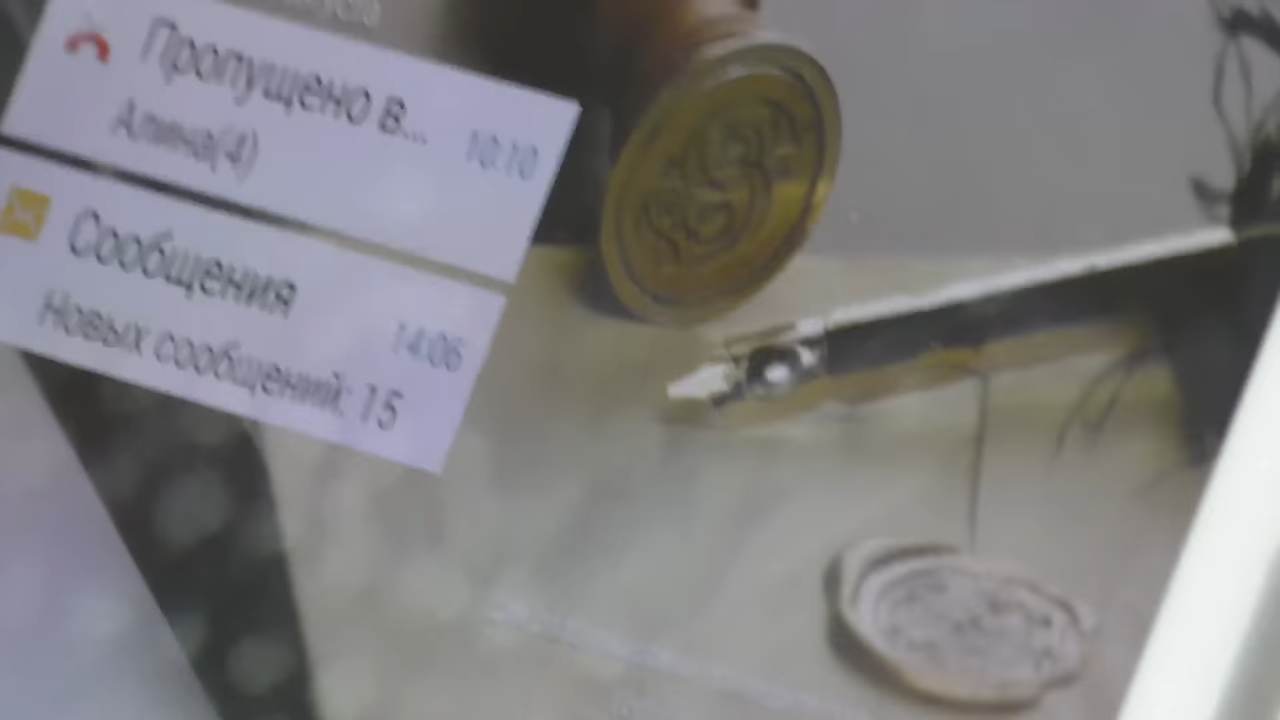 Пропущено в...
10:10
Алина(4)
Сообщения
14:06
Новых сообщений: 15